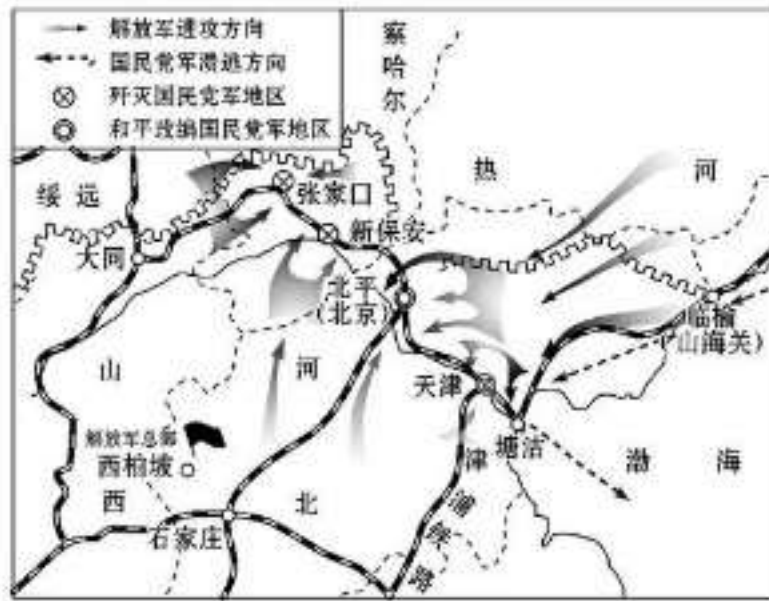 解放军进攻方向
国民党军溃逃方向
歼灭国民党军地区
和平改编国民党军地区
察哈尔
热河
绥远
张家口
新保安
大同
北平
(北京)
临榆
(山海关)
山西
河北
天津
塘沽
解放军总部
西柏坡
渤海
津浦铁路
石家庄